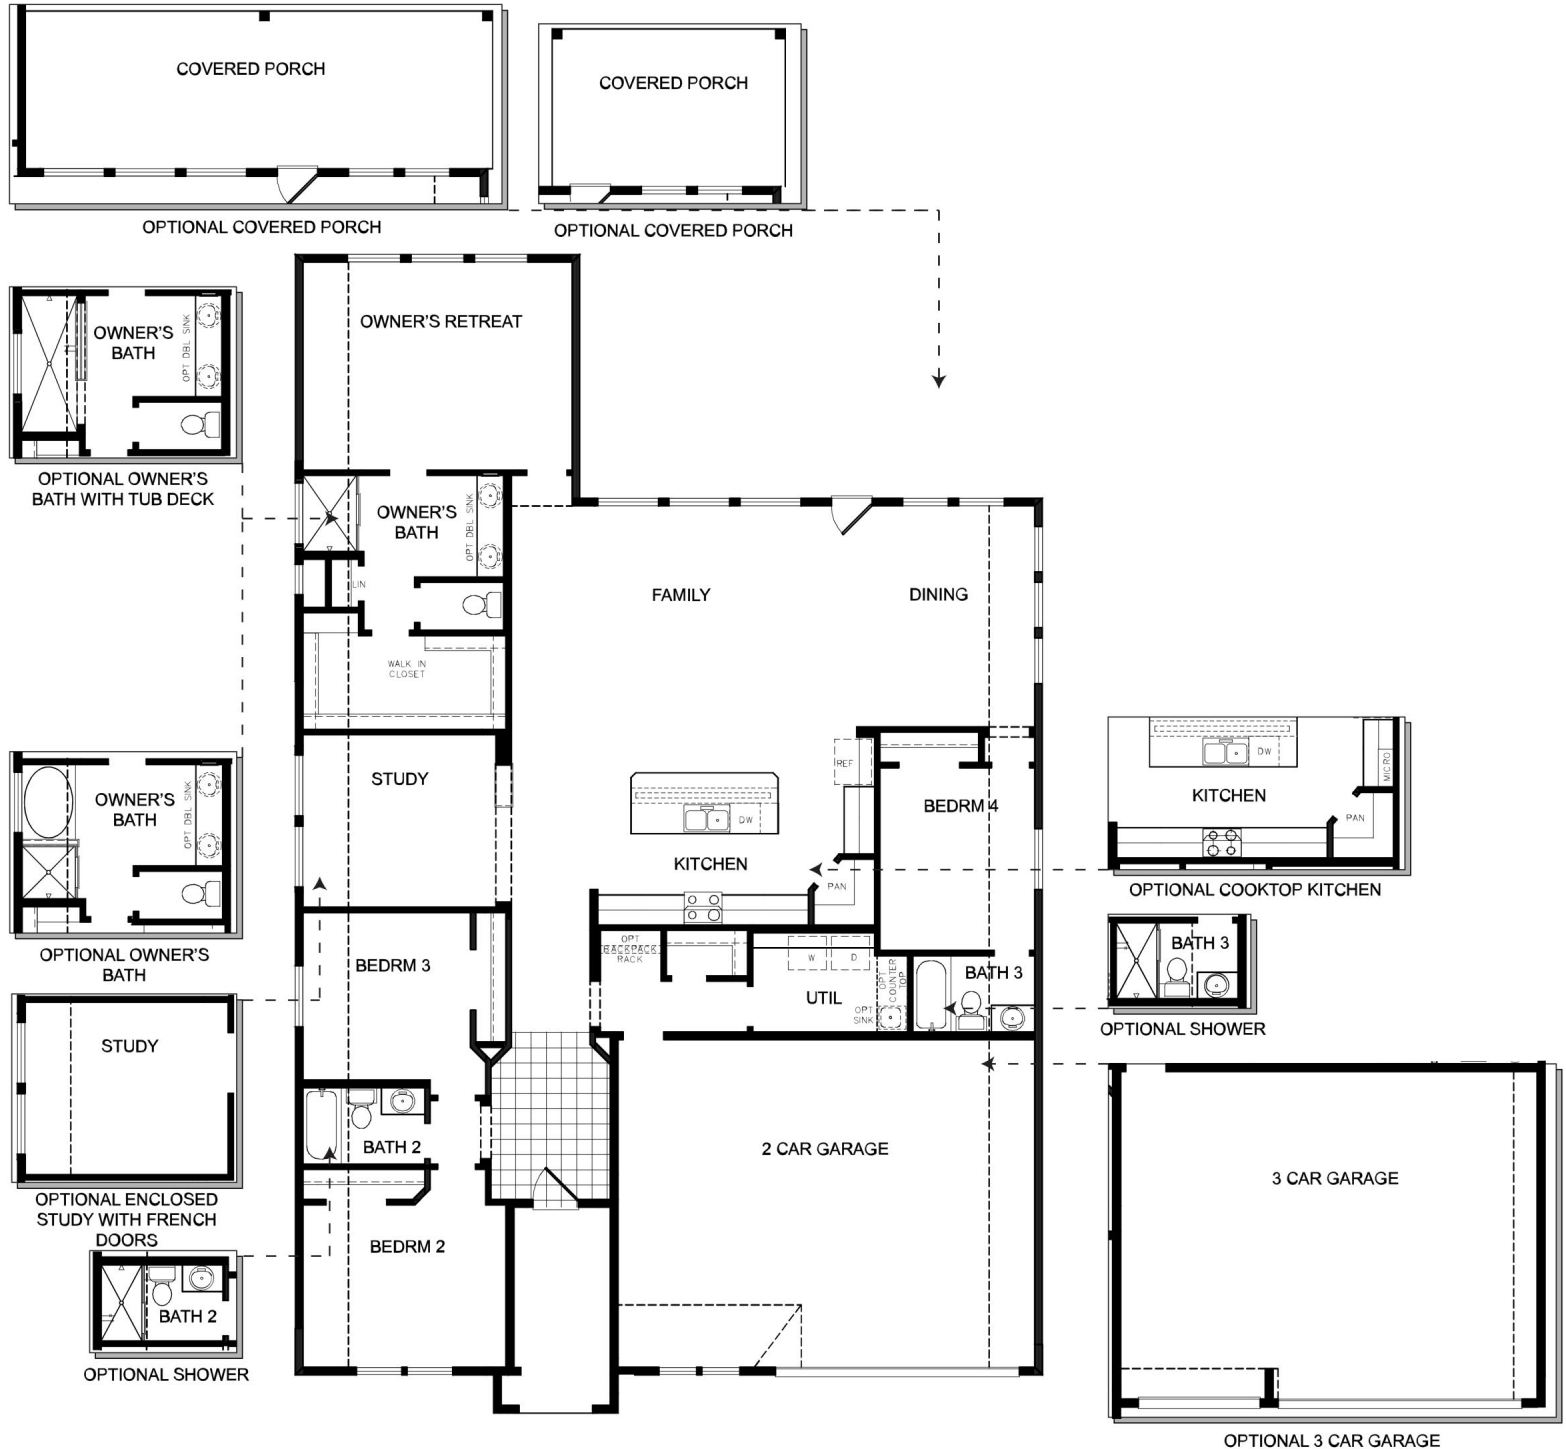 COVERED PORCH
OPTIONAL COVERED PORCH
COVERED PORCH
OPTIONAL COVERED PORCH
OWNER'S
BATH
OPT DBL SINK
OPTIONAL OWNER'S
BATH WITH TUB DECK
OWNER'S
BATH
OPT DBL SINK
OPTIONAL OWNER'S
BATH
STUDY
OPTIONAL ENCLOSED
STUDY WITH FRENCH
DOORS
BATH 2
OPTIONAL SHOWER
OWNER'S RETREAT
OWNER'S
BATH
OPT DBL SINK
LIN
WALK IN
CLOSET
STUDY
BEDRM 3
BATH 2
BEDRM 2
FAMILY
DINING
REF
DW
KITCHEN
PAN
BEDRM 4
OPT
BACKPACK
RACK
W
D
UTIL
OPT
SINK
OPT
COUNTER
TOP
BATH 3
2 CAR GARAGE
DW
MICRO
KITCHEN
PAN
OPTIONAL COOKTOP KITCHEN
BATH 3
OPTIONAL SHOWER
3 CAR GARAGE
OPTIONAL 3 CAR GARAGE